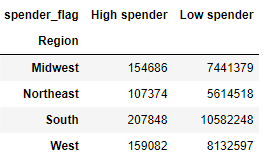 spender_flag High spender Low spender
Region
Midwest 154686 7441379
Northeast 107374 5614518
South 207848 10582248
West 159082 8132597